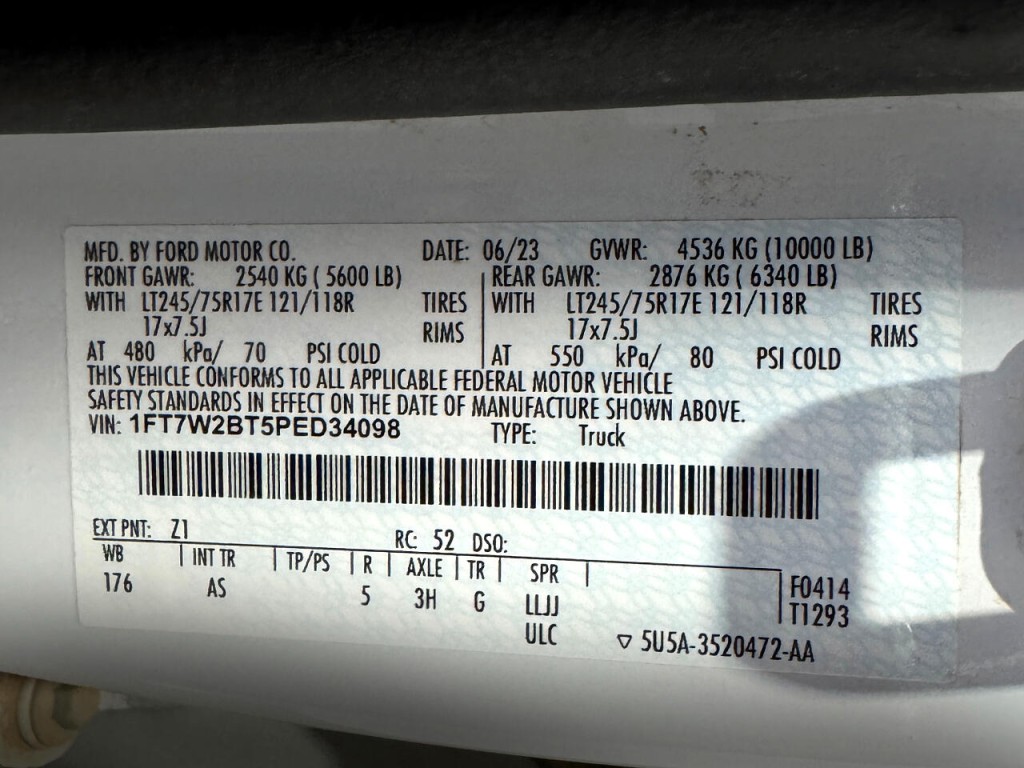 MFD. BY FORD MOTOR CO. DATE: 06/23 GVWR: 4536 KG (10000 LB)
FRONT GAWR: 2540 KG ( 5600 LB) REAR GAWR: 2876 KG ( 6340 LB)
WITH LT245/75R17E 121/118R TIRES WITH LT245/75R17E 121/118R TIRES
17x7.5J RIMS 17x7.5J RIMS
AT 480 kPa/ 70 PSI COLD AT 550 kPa/ 80 PSI COLD
THIS VEHICLE CONFORMS TO ALL APPLICABLE FEDERAL MOTOR VEHICLE
SAFETY STANDARDS IN EFFECT ON THE DATE OF MANUFACTURE SHOWN ABOVE.
VIN: 1FT7W2BT5PED34098 TYPE: Truck
EXT PNT: Z1 RC: 52 DSO:
WB INT TR TP/PS R AXLE TR SPR
176 AS 5 3H G LLJJ F0414
ULC T1293
▽ 5U5A-3520472-AA